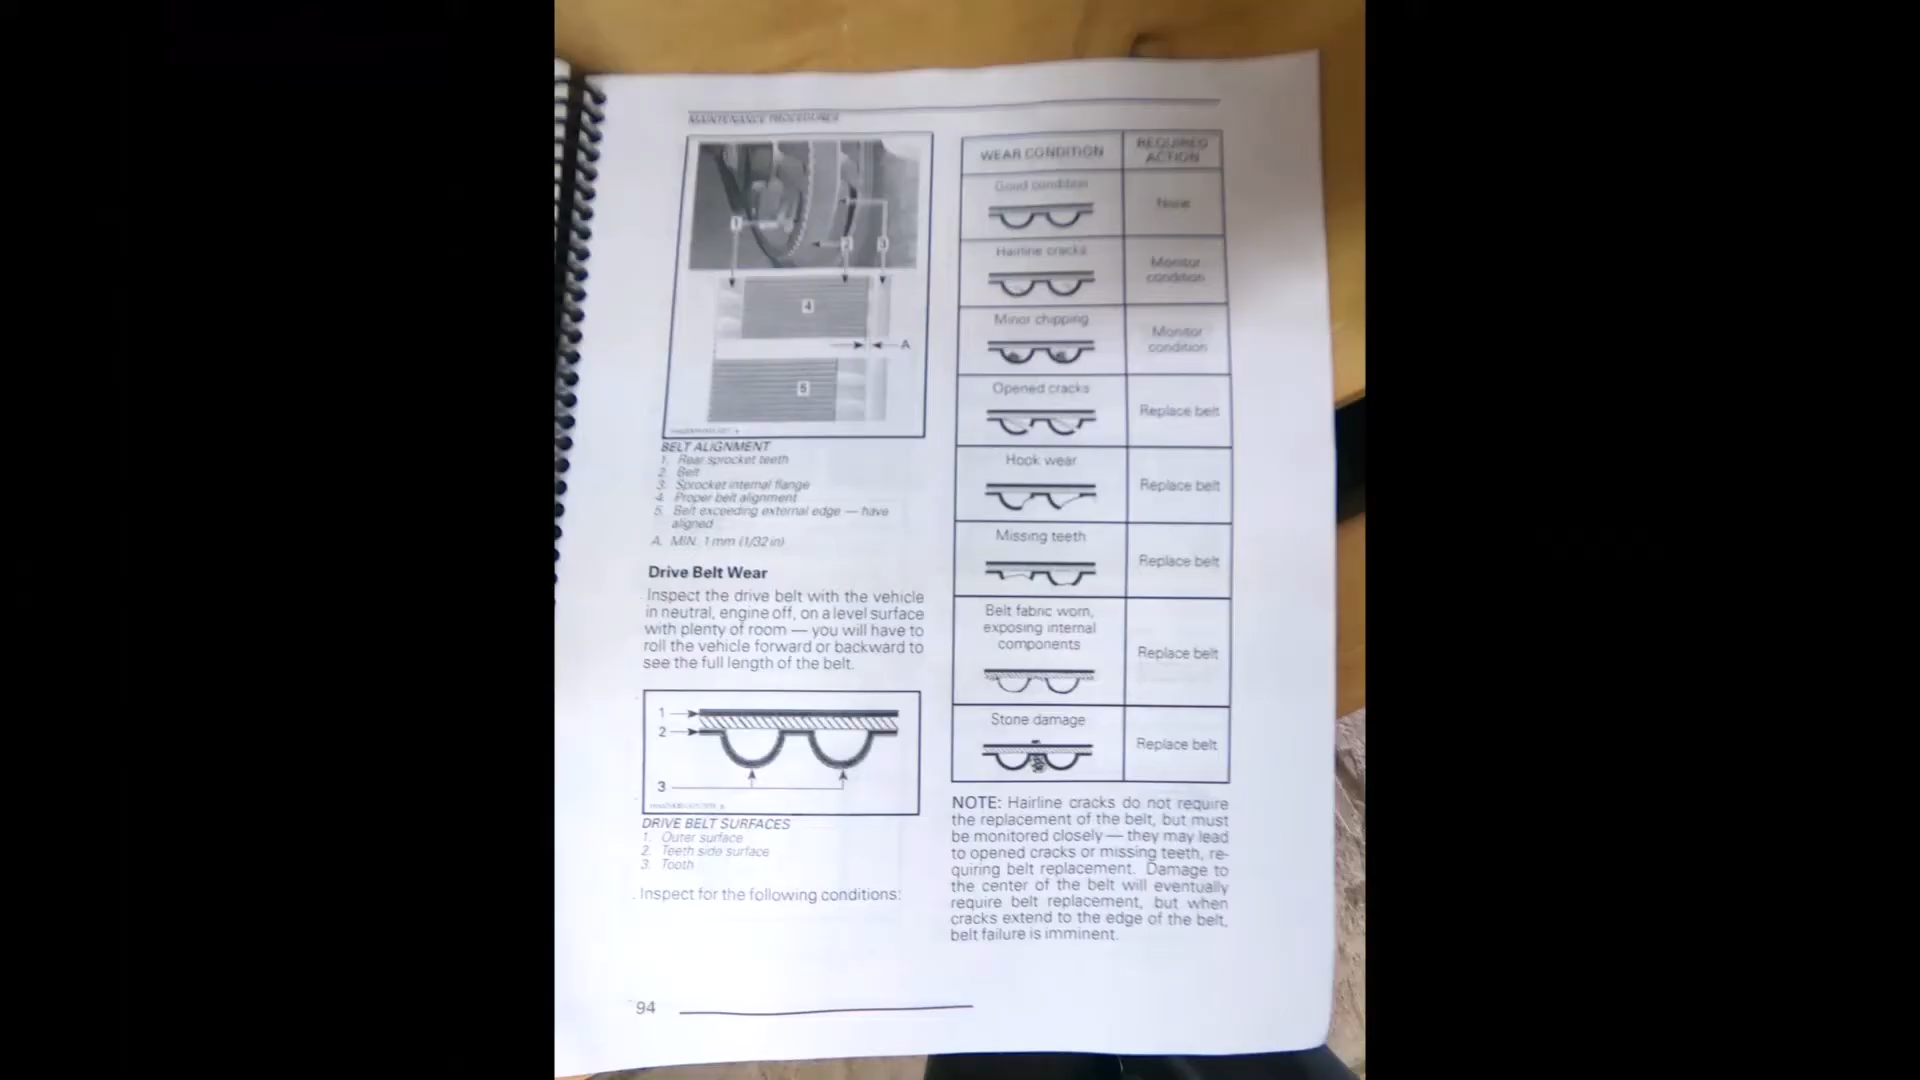 MAINTENANCE PROCEDURES
1
2
3
4
A
5
BELT ALIGNMENT
1. Rear sprocket teeth
2. Belt
3. Sprocket internal flange
4. Proper belt alignment
5. Belt exceeding external edge — have
aligned
A. MIN. 1 mm (1/32 in)
Drive Belt Wear
Inspect the drive belt with the vehicle
in neutral, engine off, on a level surface
with plenty of room — you will have to
roll the vehicle forward or backward to
see the full length of the belt.
1
2
3
DRIVE BELT SURFACES
1. Outer surface
2. Teeth side surface
3. Tooth
Inspect for the following conditions:
WEAR CONDITION
REQUIRED
ACTION
Good condition
None
Hairline cracks
Monitor
condition
Minor chipping
Monitor
condition
Opened cracks
Replace belt
Hook wear
Replace belt
Missing teeth
Replace belt
Belt fabric worn,
exposing internal
components
Replace belt
Stone damage
Replace belt
NOTE: Hairline cracks do not require
the replacement of the belt, but must
be monitored closely — they may lead
to opened cracks or missing teeth, re-
quiring belt replacement. Damage to
the center of the belt will eventually
require belt replacement, but when
cracks extend to the edge of the belt,
belt failure is imminent.
94